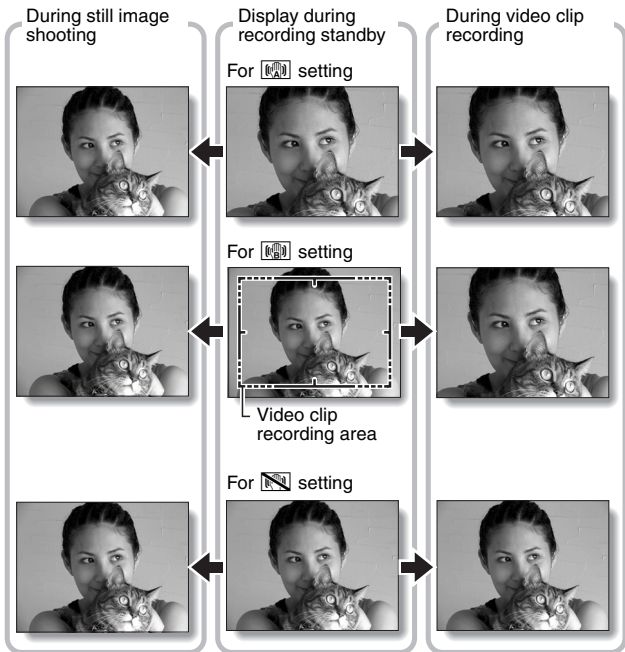 During still image
shooting
Display during
recording standby
During video clip
recording
For A setting
For B setting
Video clip
recording area
For setting